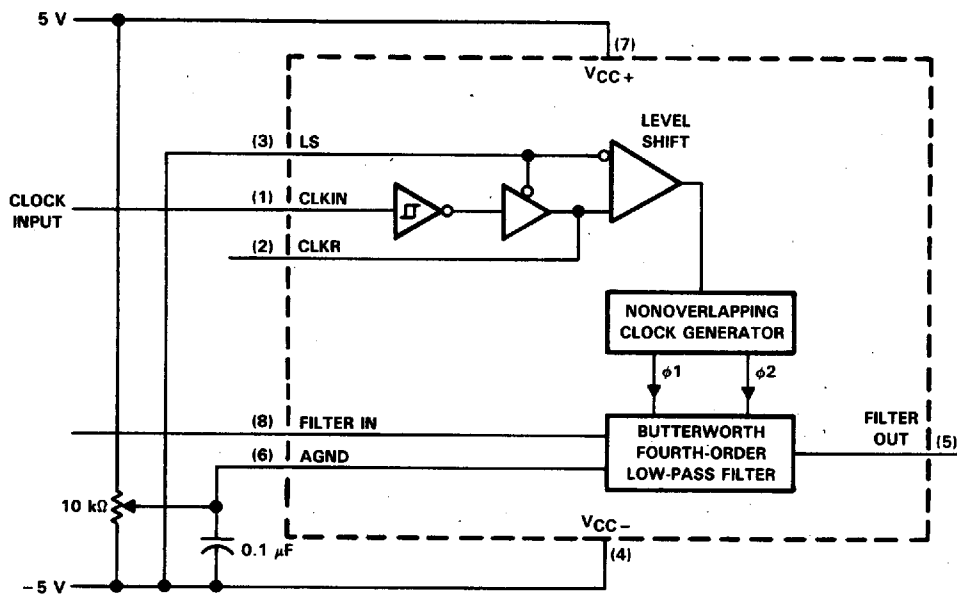 5 V
(7)
VCC+
LEVEL
SHIFT
(3) LS
CLOCK
INPUT
(1) CLKIN
(2) CLKR
NONOVERLAPPING
CLOCK GENERATOR
ϕ1
ϕ2
(8) FILTER IN
(6) AGND
BUTTERWORTH
FOURTH-ORDER
LOW-PASS FILTER
FILTER
OUT
(5)
10 kΩ
0.1 μF
VCC−
(4)
−5 V